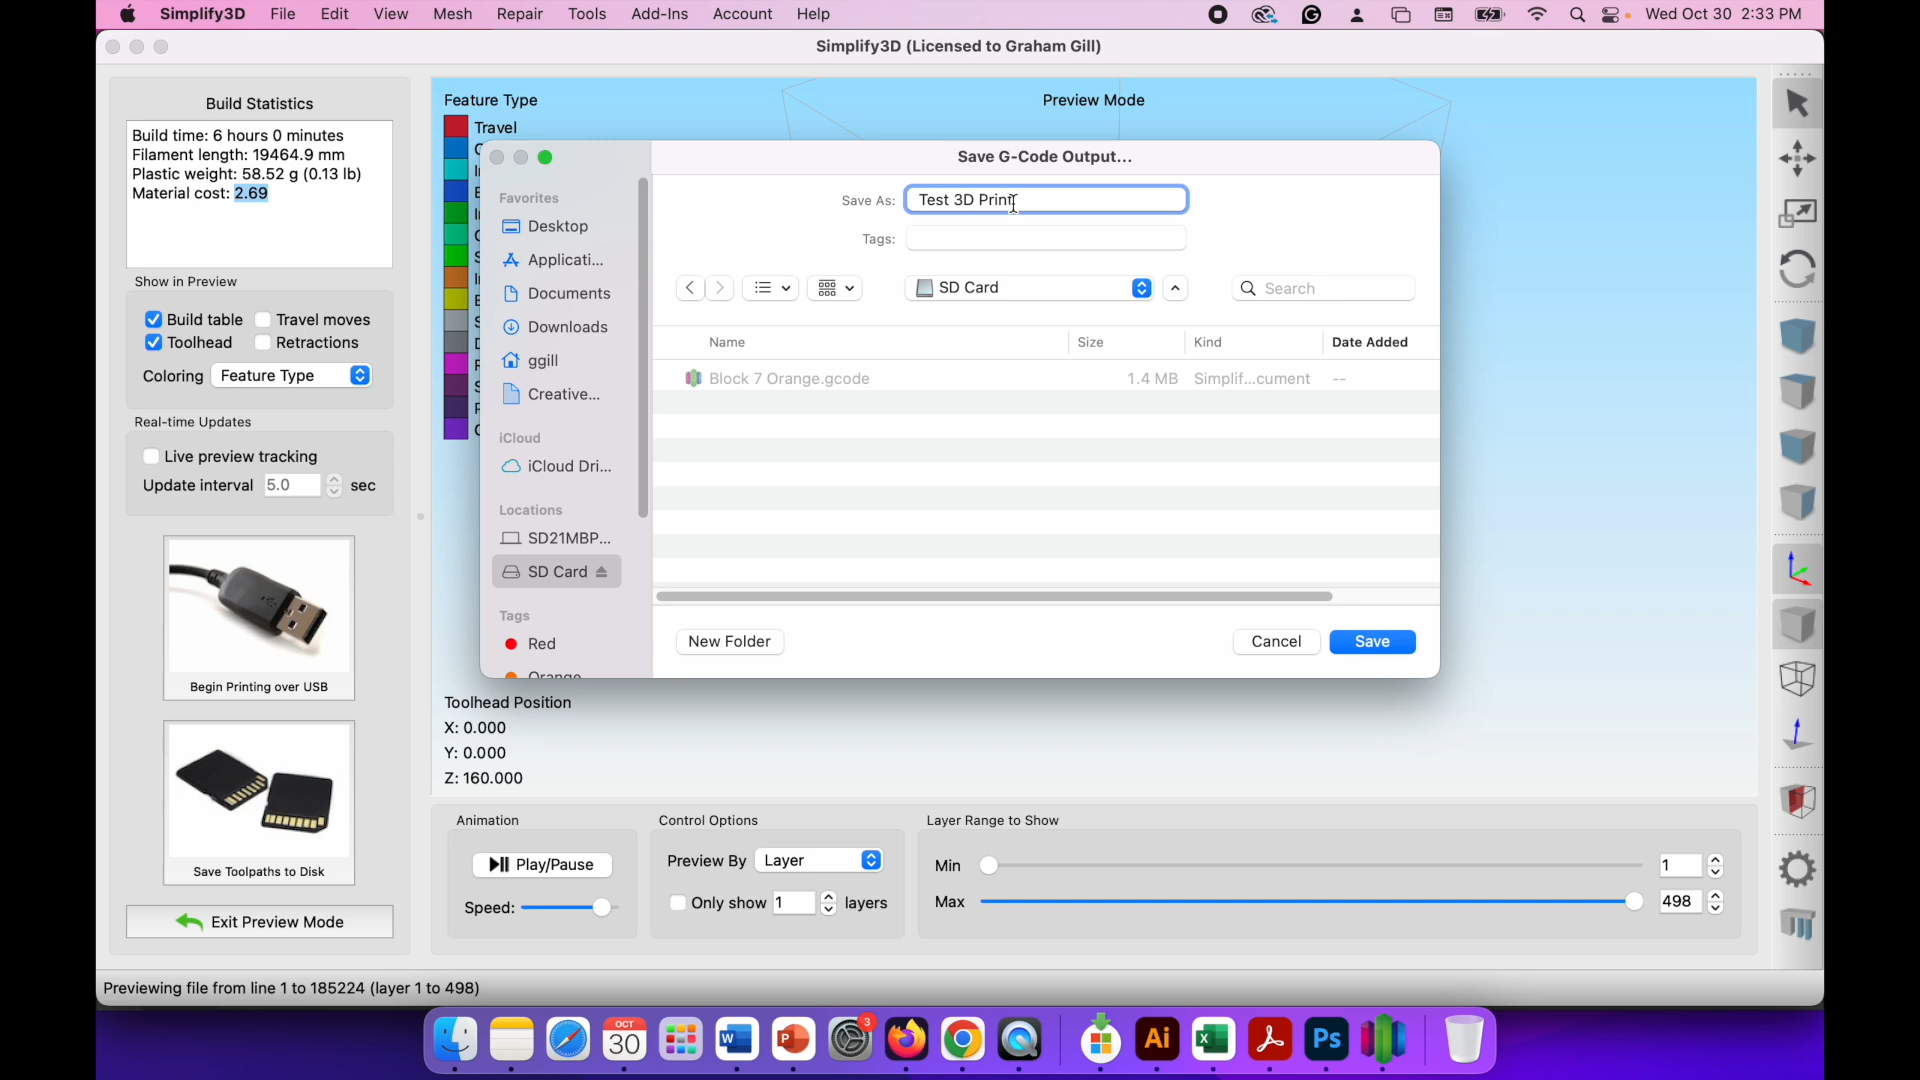 Simplify3D File Edit View Mesh Repair Tools Add-Ins Account Help
Wed Oct 30 2:33 PM
Simplify3D (Licensed to Graham Gill)
Build Statistics
Build time: 6 hours 0 minutes
Filament length: 19464.9 mm
Plastic weight: 58.52 g (0.13 lb)
Material cost: 2.69
Show in Preview
Build table Travel moves
Toolhead Retractions
Coloring Feature Type
Real-time Updates
Live preview tracking
Update interval 5.0 sec
Begin Printing over USB
Save Toolpaths to Disk
Exit Preview Mode
Feature Type
Preview Mode
Travel
Save G-Code Output...
Favorites
Desktop
Applicati...
Documents
Downloads
ggill
Creative...
iCloud
iCloud Dri...
Locations
SD21MBP...
SD Card
Tags
Red
Orange
Save As: Test 3D Print
Tags:
SD Card
Search
Name Size Kind Date Added
Block 7 Orange.gcode 1.4 MB Simplif...cument --
New Folder Cancel Save
Toolhead Position
X: 0.000
Y: 0.000
Z: 160.000
Animation
Play/Pause
Speed:
Control Options
Preview By Layer
Only show 1 layers
Layer Range to Show
Min 1
Max 498
Previewing file from line 1 to 185224 (layer 1 to 498)
OCT
30
W
P
3
Ai
X
Ps